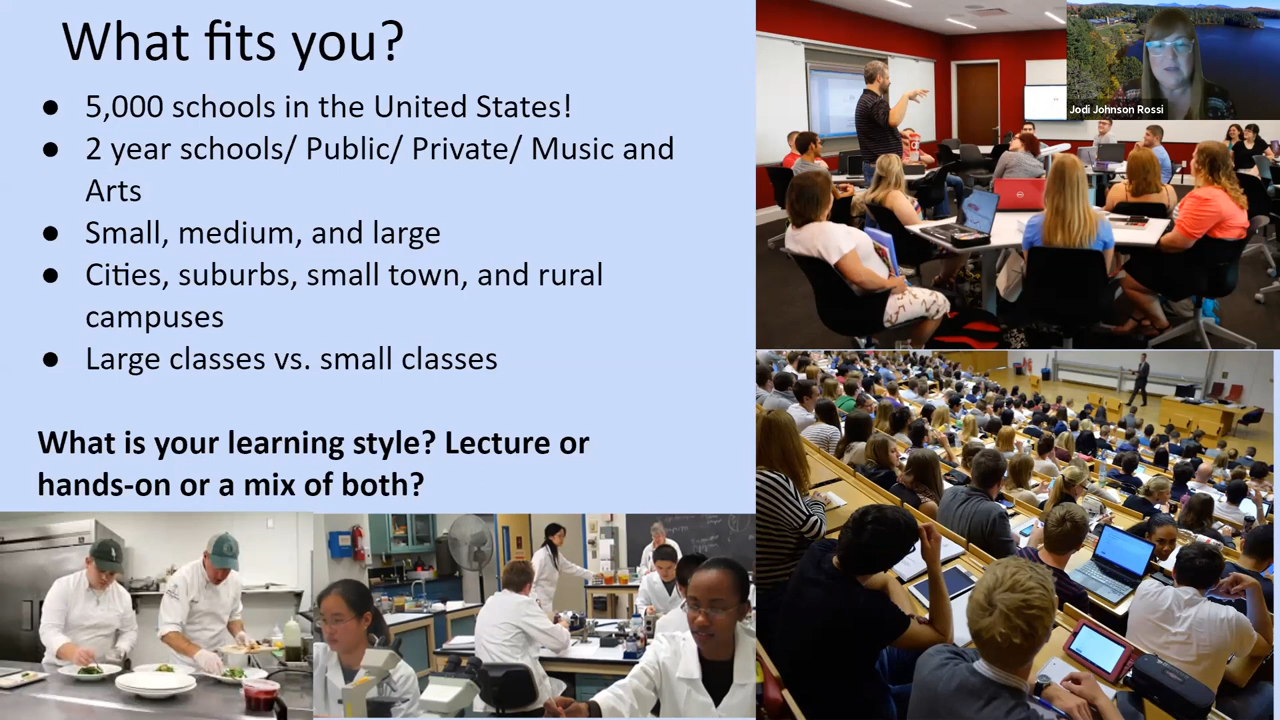 What fits you?
● 5,000 schools in the United States!
● 2 year schools/ Public/ Private/ Music and
Arts
● Small, medium, and large
● Cities, suburbs, small town, and rural
campuses
● Large classes vs. small classes
What is your learning style? Lecture or
hands-on or a mix of both?
Jodi Johnson Rossi